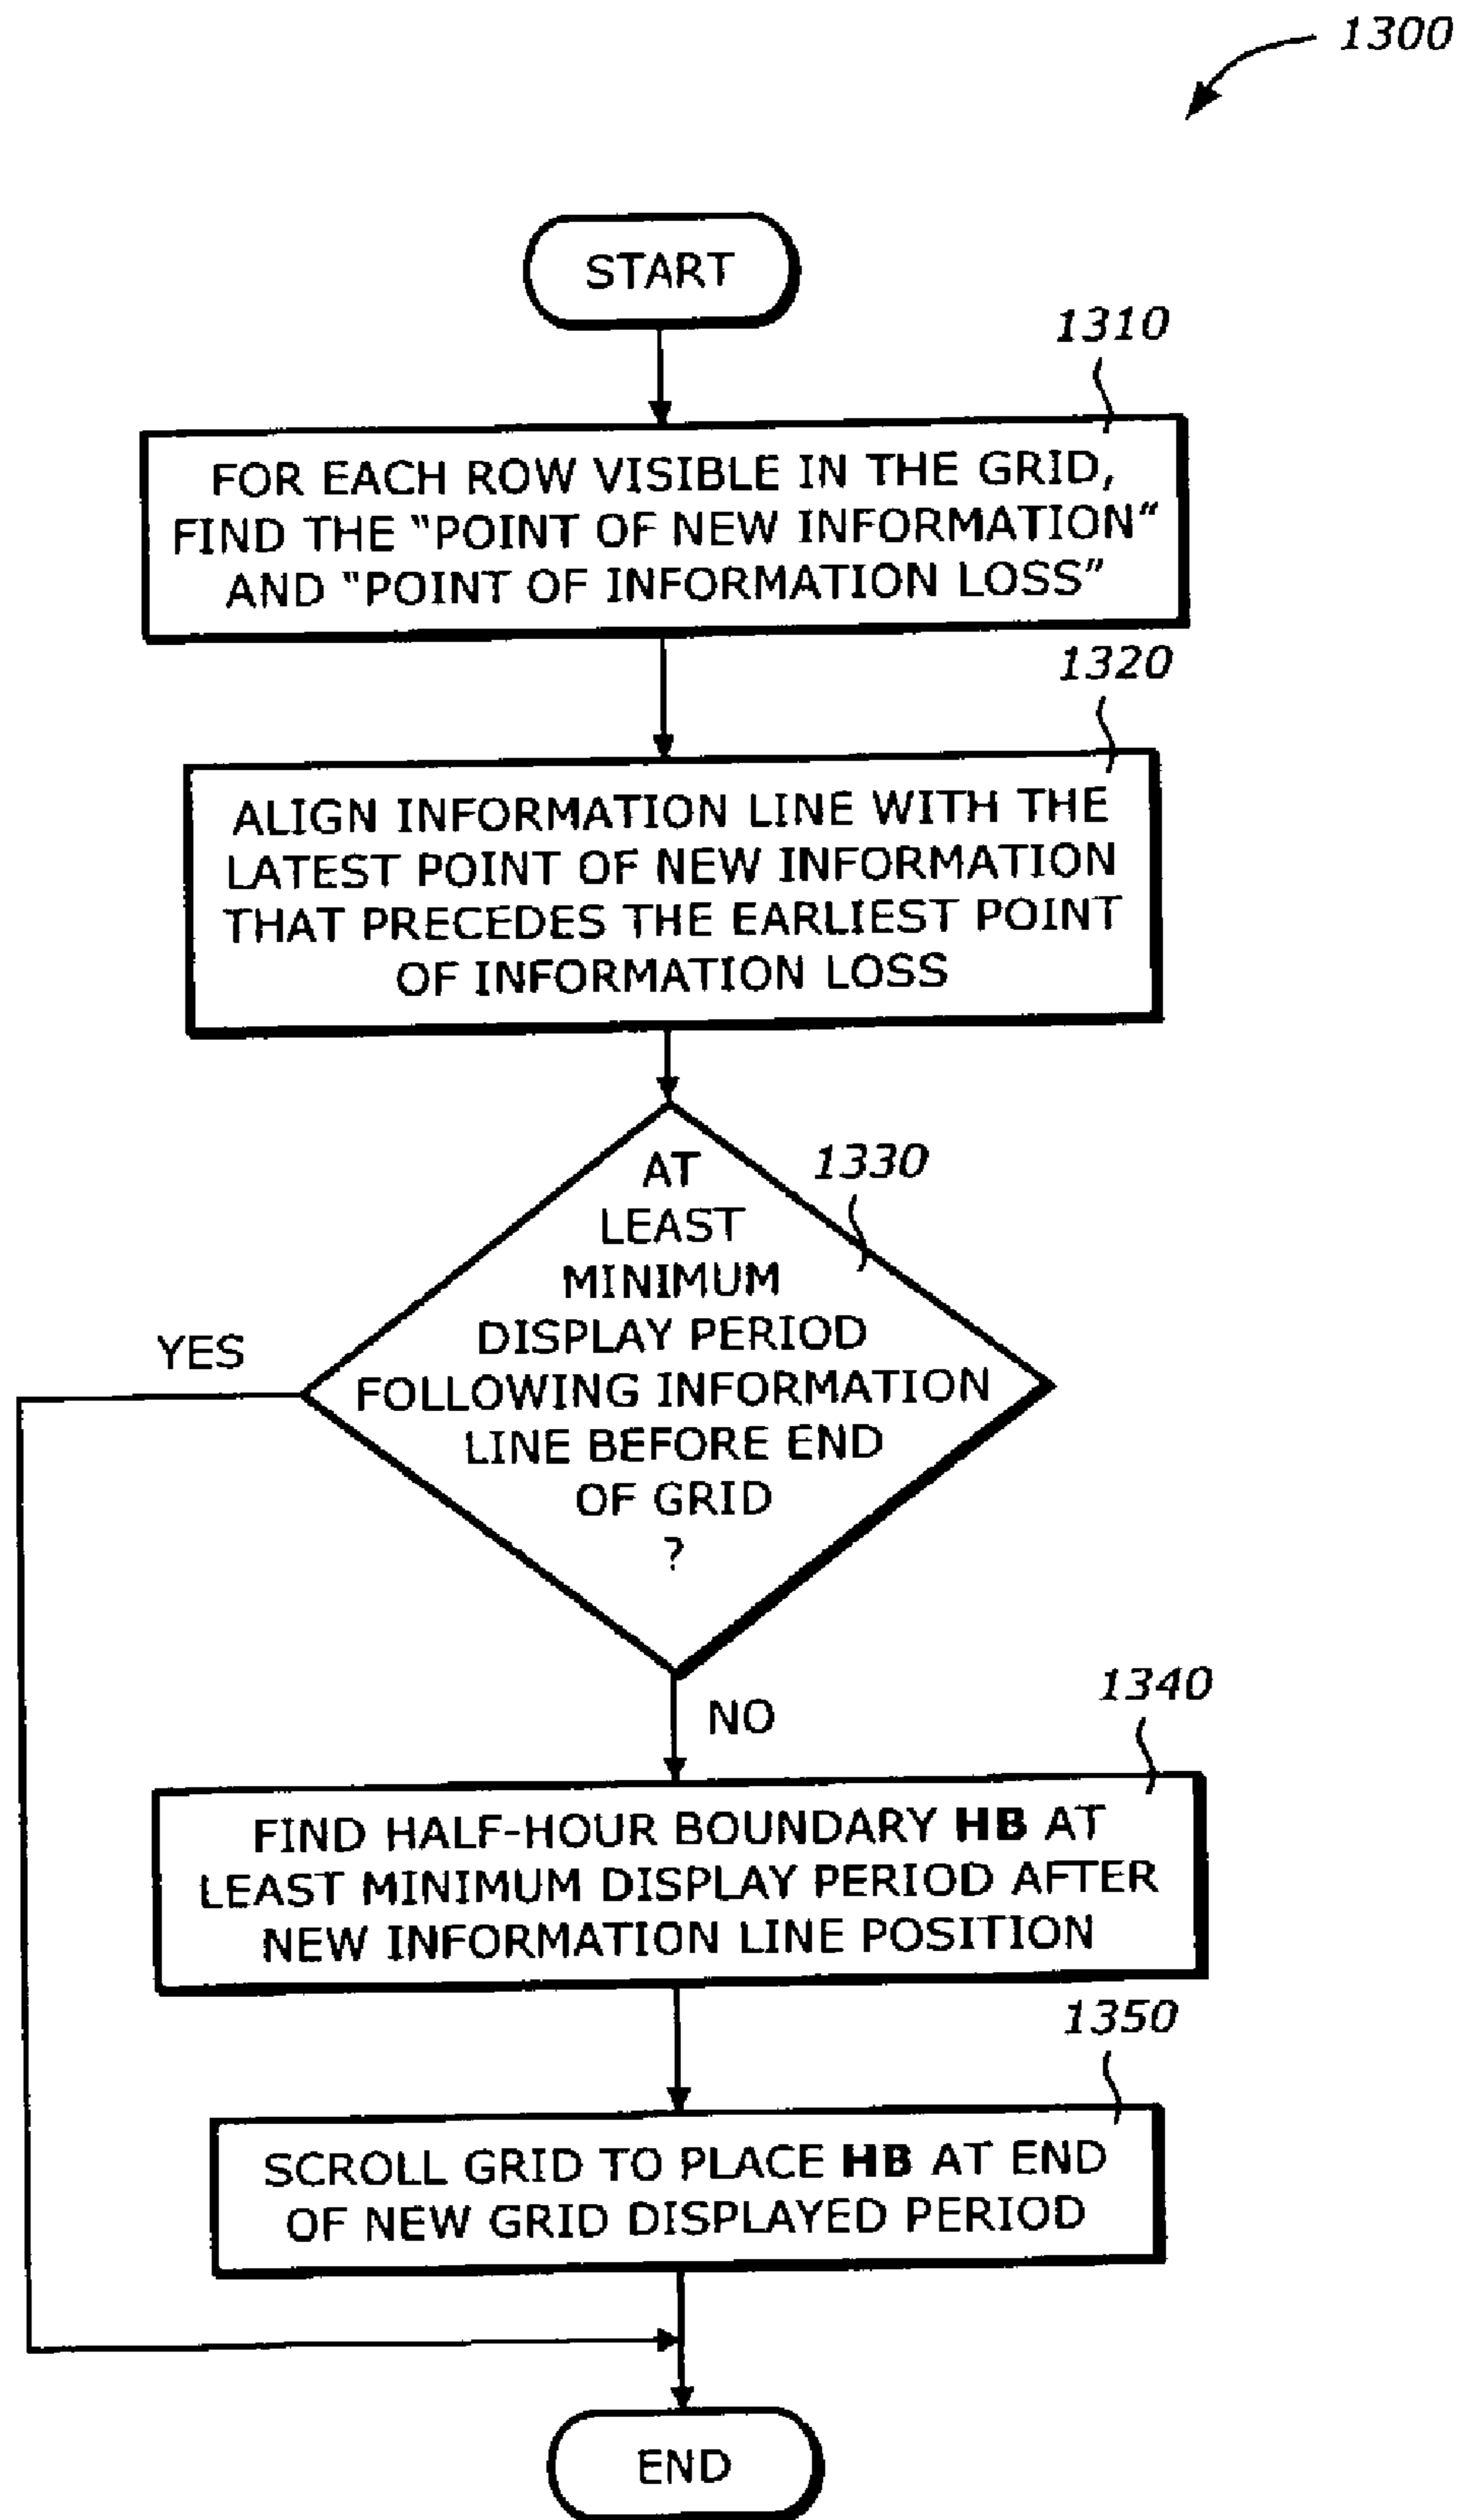 1300
START
1310
FOR EACH ROW VISIBLE IN THE GRID,
FIND THE "POINT OF NEW INFORMATION"
AND "POINT OF INFORMATION LOSS"
1320
ALIGN INFORMATION LINE WITH THE
LATEST POINT OF NEW INFORMATION
THAT PRECEDES THE EARLIEST POINT
OF INFORMATION LOSS
1330
AT
LEAST
MINIMUM
DISPLAY PERIOD
FOLLOWING INFORMATION
LINE BEFORE END
OF GRID
?
YES
NO
1340
FIND HALF-HOUR BOUNDARY HB AT
LEAST MINIMUM DISPLAY PERIOD AFTER
NEW INFORMATION LINE POSITION
1350
SCROLL GRID TO PLACE HB AT END
OF NEW GRID DISPLAYED PERIOD
END